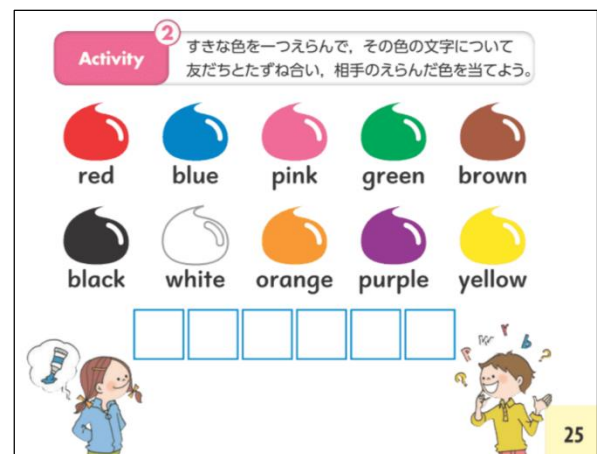 Activity
2
すきな色を一つえらんで，その色の文字について
友だちとたずね合い，相手のえらんだ色を当てよう。
red blue pink green brown
black white orange purple yellow
P r b ?
?
25